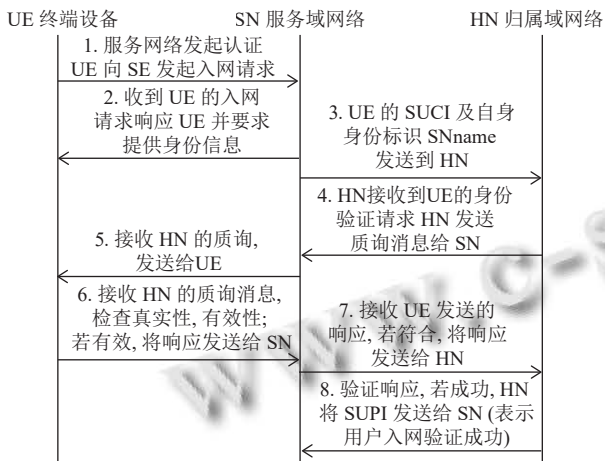 UE 终端设备 SN 服务域网络 HN 归属域网络
1. 服务网络发起认证
UE 向 SE 发起入网请求
2. 收到 UE 的入网
请求响应 UE 并要求
提供身份信息
3. UE 的 SUCI 及自身
身份标识 SNname
发送到 HN
4. HN接收到UE的身份
验证请求 HN 发送
质询消息给 SN
5. 接收 HN 的质询,
发送给UE
6. 接收 HN 的质询消息,
检查真实性, 有效性;
若有效, 将响应发送给 SN
7. 接收 UE 发送的
响应, 若符合, 将响应
发送给 HN
8. 验证响应, 若成功, HN
将 SUPI 发送给 SN (表示
用户入网验证成功)
www.c-s